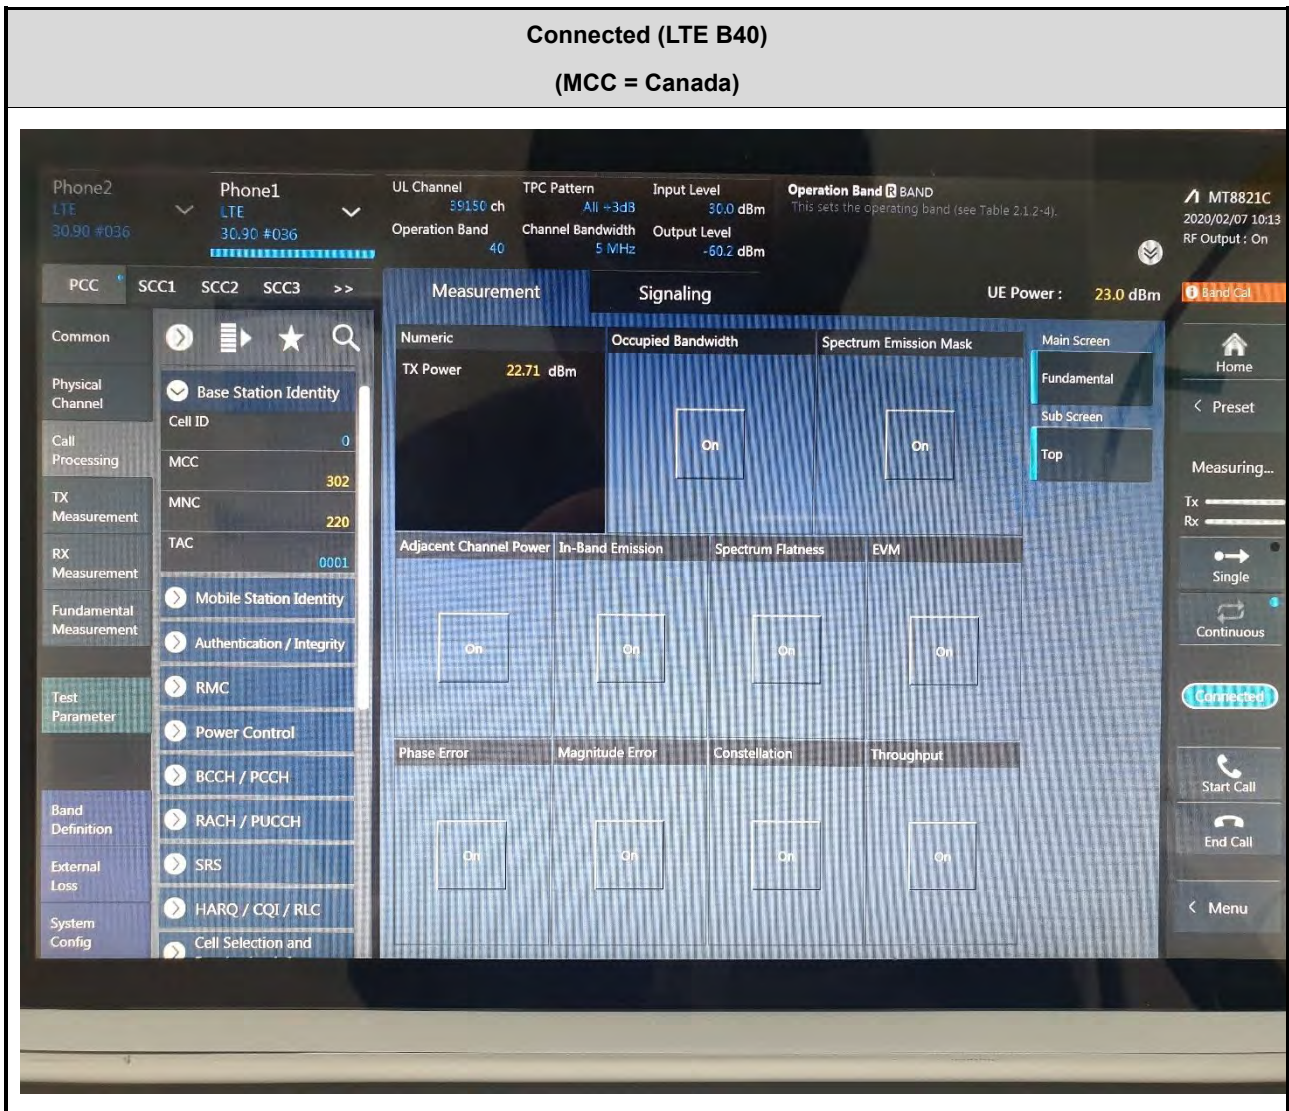 Connected (LTE B40)
(MCC = Canada)
Phone2
LTE
30.90 #036
Phone1
LTE
30.90 #036
UL Channel
39150 ch
Operation Band
40
TPC Pattern
All +3dB
Channel Bandwidth
5 MHz
Input Level
30.0 dBm
Output Level
-60.2 dBm
Operation Band R BAND
This sets the operating band (see Table 2.1.2-4).
MT8821C
2020/02/07 10:13
RF Output : On
PCC SCC1 SCC2 SCC3 >>
Measurement
Signaling
UE Power : 23.0 dBm
Band Cal
Common
Physical
Channel
Call
Processing
TX
Measurement
RX
Measurement
Fundamental
Measurement
Test
Parameter
Band
Definition
External
Loss
System
Config
Base Station Identity
Cell ID
0
MCC
302
MNC
220
TAC
0001
Mobile Station Identity
Authentication / Integrity
RMC
Power Control
BCCH / PCCH
RACH / PUCCH
SRS
HARQ / CQI / RLC
Cell Selection and
Numeric
TX Power 22.71 dBm
Occupied Bandwidth
On
Spectrum Emission Mask
On
Adjacent Channel Power
On
In-Band Emission
On
Spectrum Flatness
On
EVM
On
Phase Error
On
Magnitude Error
On
Constellation
On
Throughput
On
Main Screen
Fundamental
Sub Screen
Top
Home
< Preset
Measuring...
Tx
Rx
Single
Continuous
Connected
Start Call
End Call
< Menu